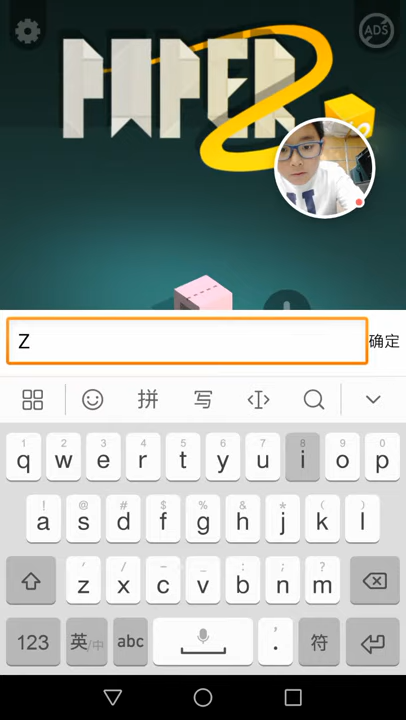 ADS
PAPER
2
Z
确定
拼 写
1 2 3 4 5 6 7 8 9 0
q w e r t y u i o p
! @ # $ % & * ( )
a s d f g h j k l
' / - _ : ; ?
z x c v b n m
123 英/中 abc , . 符